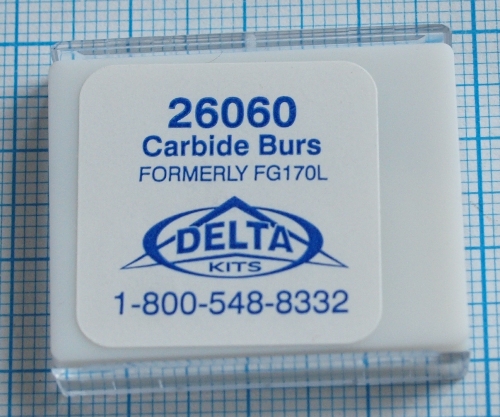 26060
Carbide Burs
FORMERLY FG170L
DELTA
KITS
1-800-548-8332